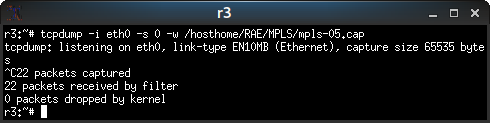 r3
r3:~# tcpdump -i eth0 -s 0 -w /hosthome/RAE/MPLS/mpls-05.cap
tcpdump: listening on eth0, link-type EN10MB (Ethernet), capture size 65535 byte
s
^C22 packets captured
22 packets received by filter
0 packets dropped by kernel
r3:~#